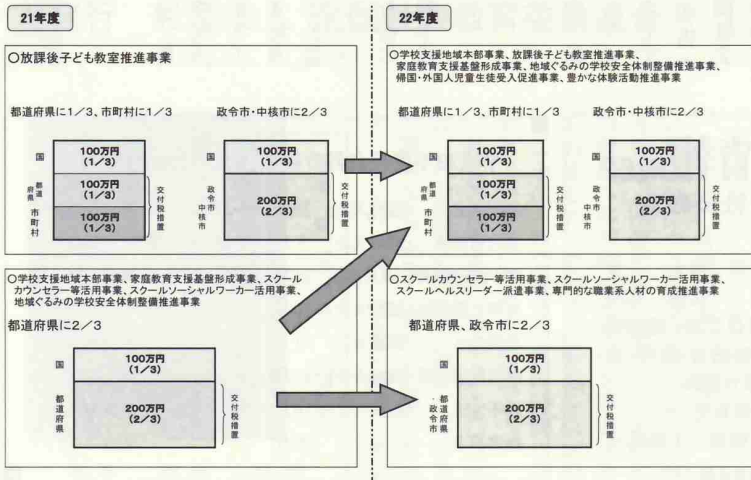 21年度
○放課後子ども教室推進事業
都道府県に1/3、市町村に1/3
政令市・中核市に2/3
国
100万円
(1/3)
都道府県
100万円
(1/3)
市町村
100万円
(1/3)
交付税措置
国
100万円
(1/3)
政令市
中核市
200万円
(2/3)
交付税措置
○学校支援地域本部事業、家庭教育支援基盤形成事業、スクール
カウンセラー等活用事業、スクールソーシャルワーカー活用事業、
地域ぐるみの学校安全体制整備推進事業
都道府県に2/3
国
100万円
(1/3)
都道府県
200万円
(2/3)
交付税措置
22年度
○学校支援地域本部事業、放課後子ども教室推進事業、
家庭教育支援基盤形成事業、地域ぐるみの学校安全体制整備推進事業、
帰国・外国人児童生徒受入促進事業、豊かな体験活動推進事業
都道府県に1/3、市町村に1/3
政令市・中核市に2/3
国
100万円
(1/3)
都道府県
100万円
(1/3)
市町村
100万円
(1/3)
交付税措置
国
100万円
(1/3)
政令市
中核市
200万円
(2/3)
交付税措置
○スクールカウンセラー等活用事業、スクールソーシャルワーカー活用事業、
スクールヘルスリーダー派遣事業、専門的な職業系人材の育成推進事業
都道府県、政令市に2/3
国
100万円
(1/3)
都道府県
・政令市
200万円
(2/3)
交付税措置